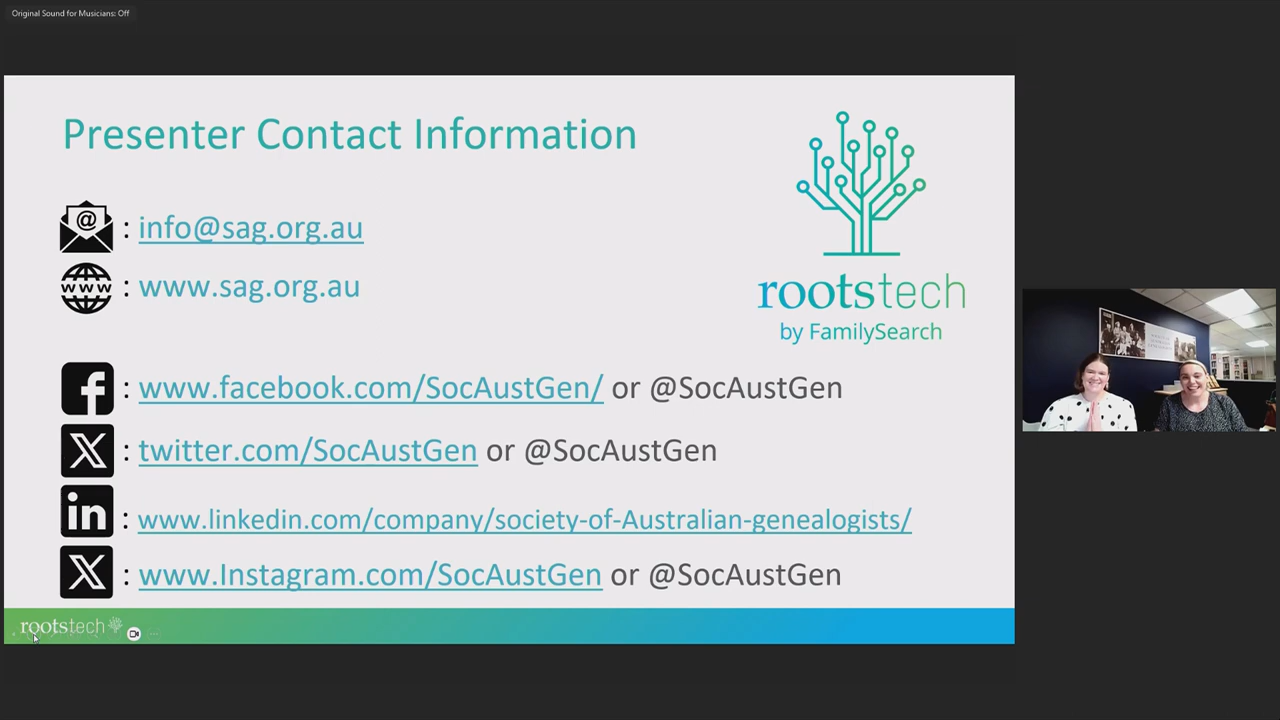 Original Sound for Musicians: Off
Presenter Contact Information
@ : info@sag.org.au
www : www.sag.org.au
rootstech
by FamilySearch
f : www.facebook.com/SocAustGen/ or @SocAustGen
X : twitter.com/SocAustGen or @SocAustGen
in : www.linkedin.com/company/society-of-Australian-genealogists/
X : www.Instagram.com/SocAustGen or @SocAustGen
rootstech